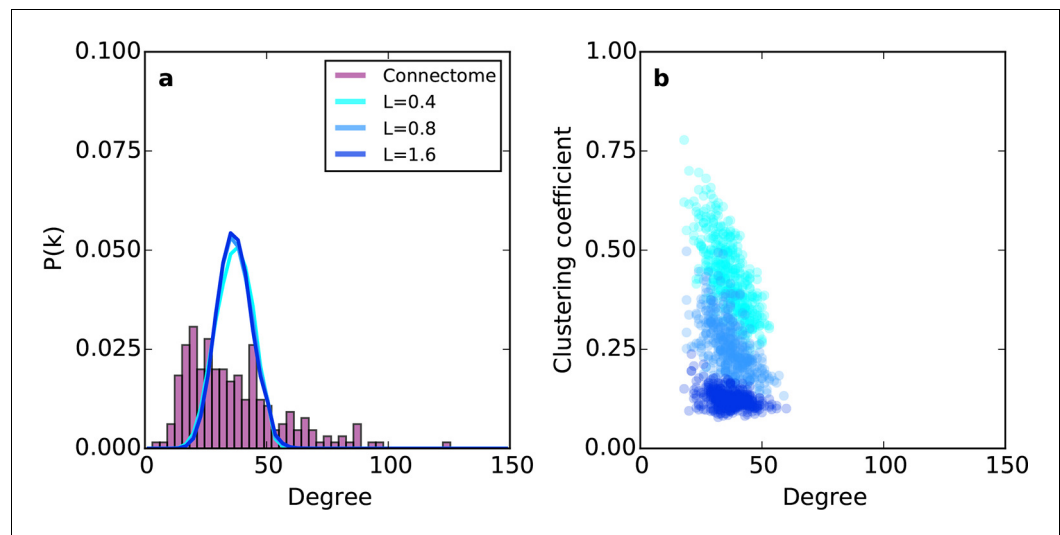 a
P(k)
0.100
0.075
0.050
0.025
0.000
0
50
100
150
Degree
Connectome
L=0.4
L=0.8
L=1.6
b
Clustering coefficient
1.00
0.75
0.50
0.25
0.00
0
50
100
150
Degree